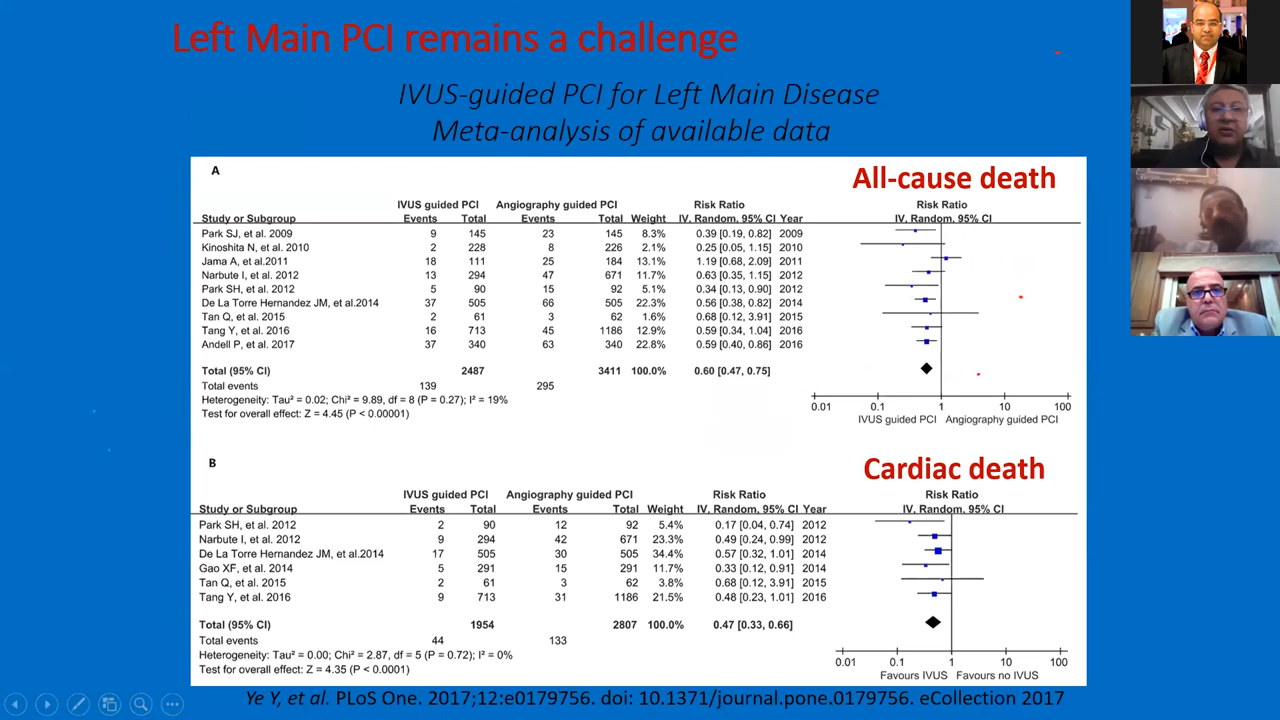 Left Main PCI remains a challenge
IVUS-guided PCI for Left Main Disease
Meta-analysis of available data
A
All-cause death
IVUS guided PCI Angiography guided PCI Risk Ratio Risk Ratio
Study or Subgroup Events Total Events Total Weight IV. Random. 95% CI Year IV. Random. 95% CI
Park SJ, et al. 2009 9 145 23 145 8.3% 0.39 [0.19, 0.82] 2009
Kinoshita N, et al. 2010 2 228 8 226 2.1% 0.25 [0.05, 1.15] 2010
Jama A, et al.2011 18 111 25 184 13.1% 1.19 [0.68, 2.09] 2011
Narbute I, et al. 2012 13 294 47 671 11.7% 0.63 [0.35, 1.15] 2012
Park SH, et al. 2012 5 90 15 92 5.1% 0.34 [0.13, 0.90] 2012
De La Torre Hernandez JM, et al.2014 37 505 66 505 22.3% 0.56 [0.38, 0.82] 2014
Tan Q, et al. 2015 2 61 3 62 1.6% 0.68 [0.12, 3.91] 2015
Tang Y, et al. 2016 16 713 45 1186 12.9% 0.59 [0.34, 1.04] 2016
Andell P, et al. 2017 37 340 63 340 22.8% 0.59 [0.40, 0.86] 2016
Total (95% CI) 2487 3411 100.0% 0.60 [0.47, 0.75]
Total events 139 295
Heterogeneity: Tau² = 0.02; Chi² = 9.89, df = 8 (P = 0.27); I² = 19%
Test for overall effect: Z = 4.45 (P < 0.00001)
0.01 0.1 1 10 100
IVUS guided PCI Angiography guided PCI
B
Cardiac death
IVUS guided PCI Angiography guided PCI Risk Ratio Risk Ratio
Study or Subgroup Events Total Events Total Weight IV. Random. 95% CI Year IV. Random. 95% CI
Park SH, et al. 2012 2 90 12 92 5.4% 0.17 [0.04, 0.74] 2012
Narbute I, et al. 2012 9 294 42 671 23.3% 0.49 [0.24, 0.99] 2012
De La Torre Hernandez JM, et al.2014 17 505 30 505 34.4% 0.57 [0.32, 1.01] 2014
Gao XF, et al. 2014 5 291 15 291 11.7% 0.33 [0.12, 0.91] 2014
Tan Q, et al. 2015 2 61 3 62 3.8% 0.68 [0.12, 3.91] 2015
Tang Y, et al. 2016 9 713 31 1186 21.5% 0.48 [0.23, 1.01] 2016
Total (95% CI) 1954 2807 100.0% 0.47 [0.33, 0.66]
Total events 44 133
Heterogeneity: Tau² = 0.00; Chi² = 2.87, df = 5 (P = 0.72); I² = 0%
Test for overall effect: Z = 4.35 (P < 0.0001)
0.01 0.1 1 10 100
Favours IVUS Favours no IVUS
Ye Y, et al. PLoS One. 2017;12:e0179756. doi: 10.1371/journal.pone.0179756. eCollection 2017